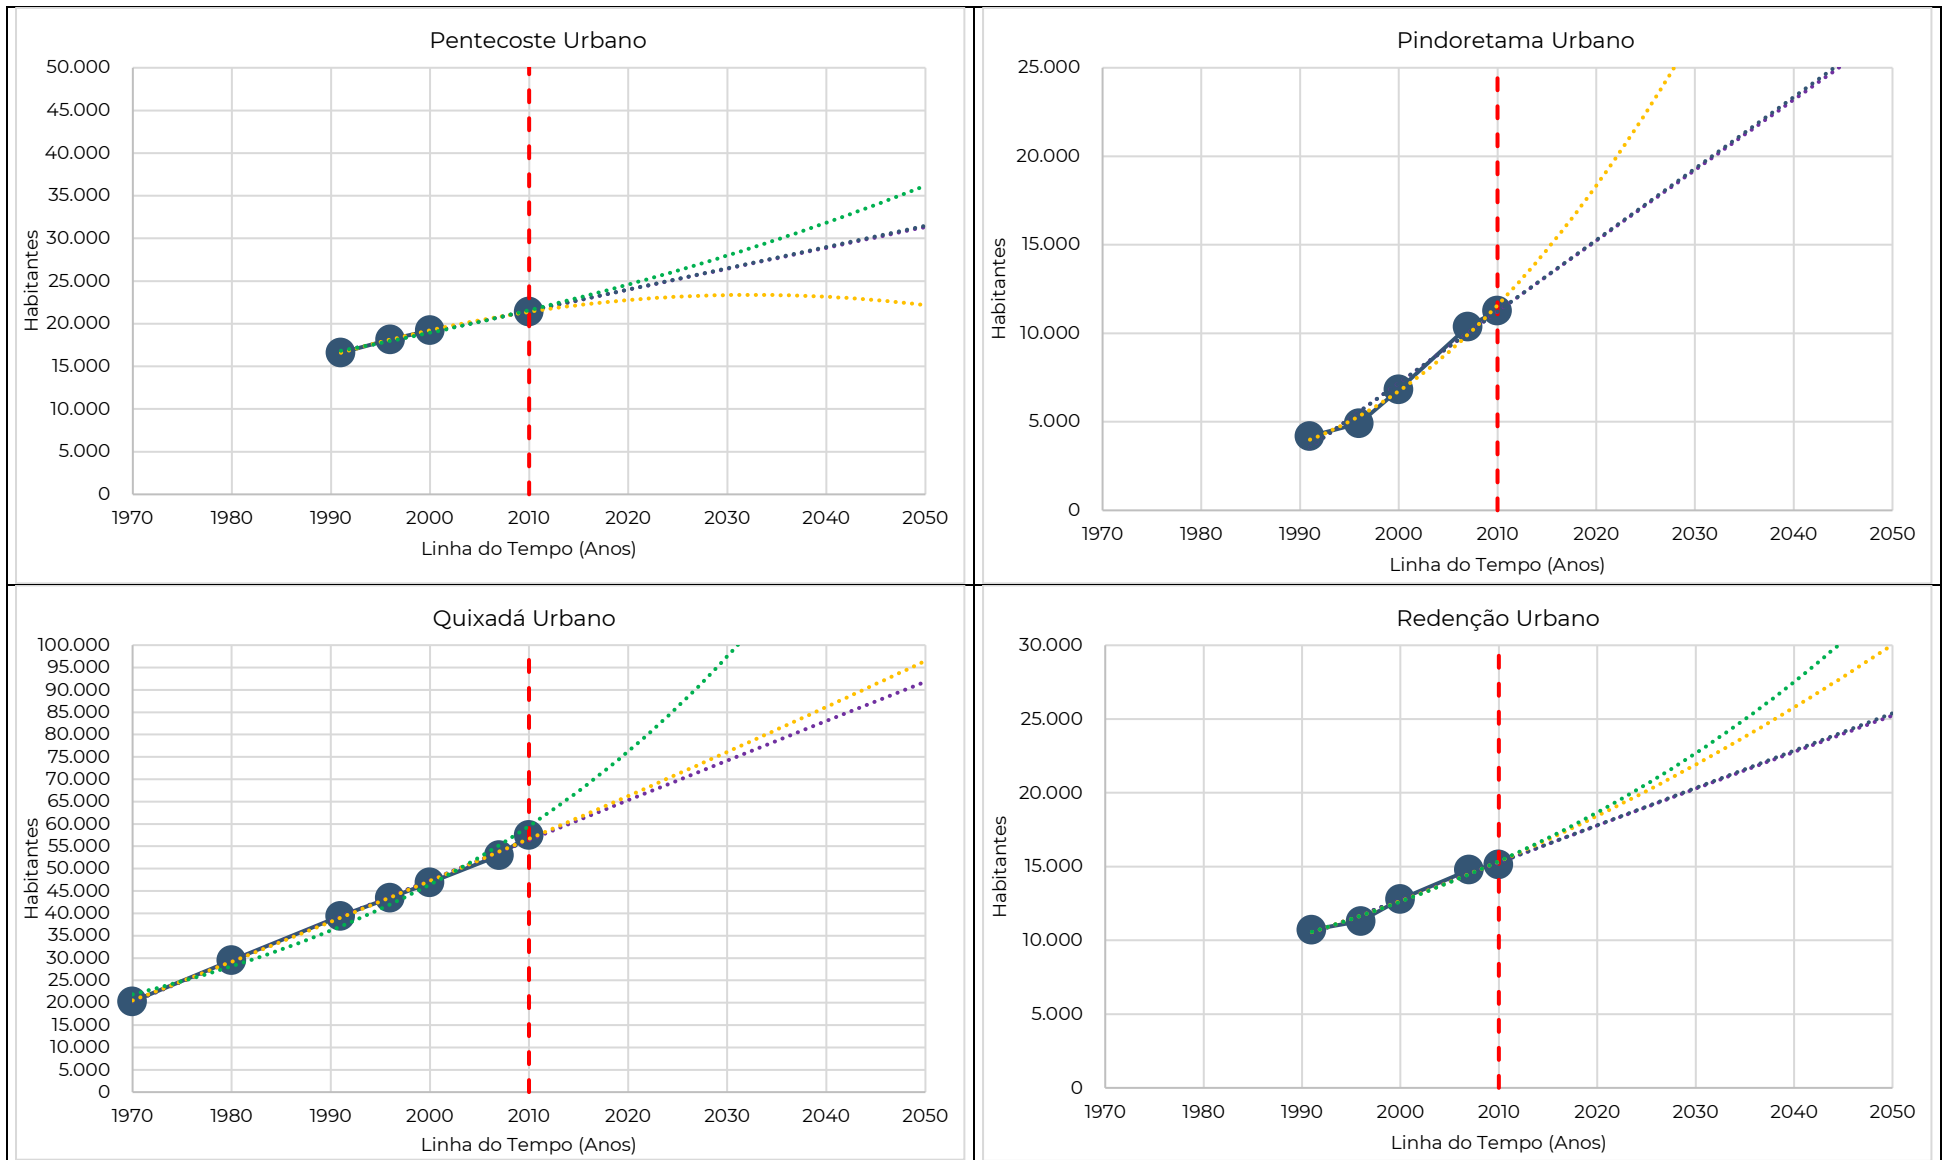 Pentecoste Urbano
50.000
45.000
40.000
35.000
30.000
25.000
20.000
15.000
10.000
5.000
0
Habitantes
1970 1980 1990 2000 2010 2020 2030 2040 2050
Linha do Tempo (Anos)
Pindoretama Urbano
25.000
20.000
15.000
10.000
5.000
0
Habitantes
1970 1980 1990 2000 2010 2020 2030 2040 2050
Linha do Tempo (Anos)
Quixadá Urbano
100.000
95.000
90.000
85.000
80.000
75.000
70.000
65.000
60.000
55.000
50.000
45.000
40.000
35.000
30.000
25.000
20.000
15.000
10.000
5.000
0
Habitantes
1970 1980 1990 2000 2010 2020 2030 2040 2050
Linha do Tempo (Anos)
Redenção Urbano
30.000
25.000
20.000
15.000
10.000
5.000
0
Habitantes
1970 1980 1990 2000 2010 2020 2030 2040 2050
Linha do Tempo (Anos)